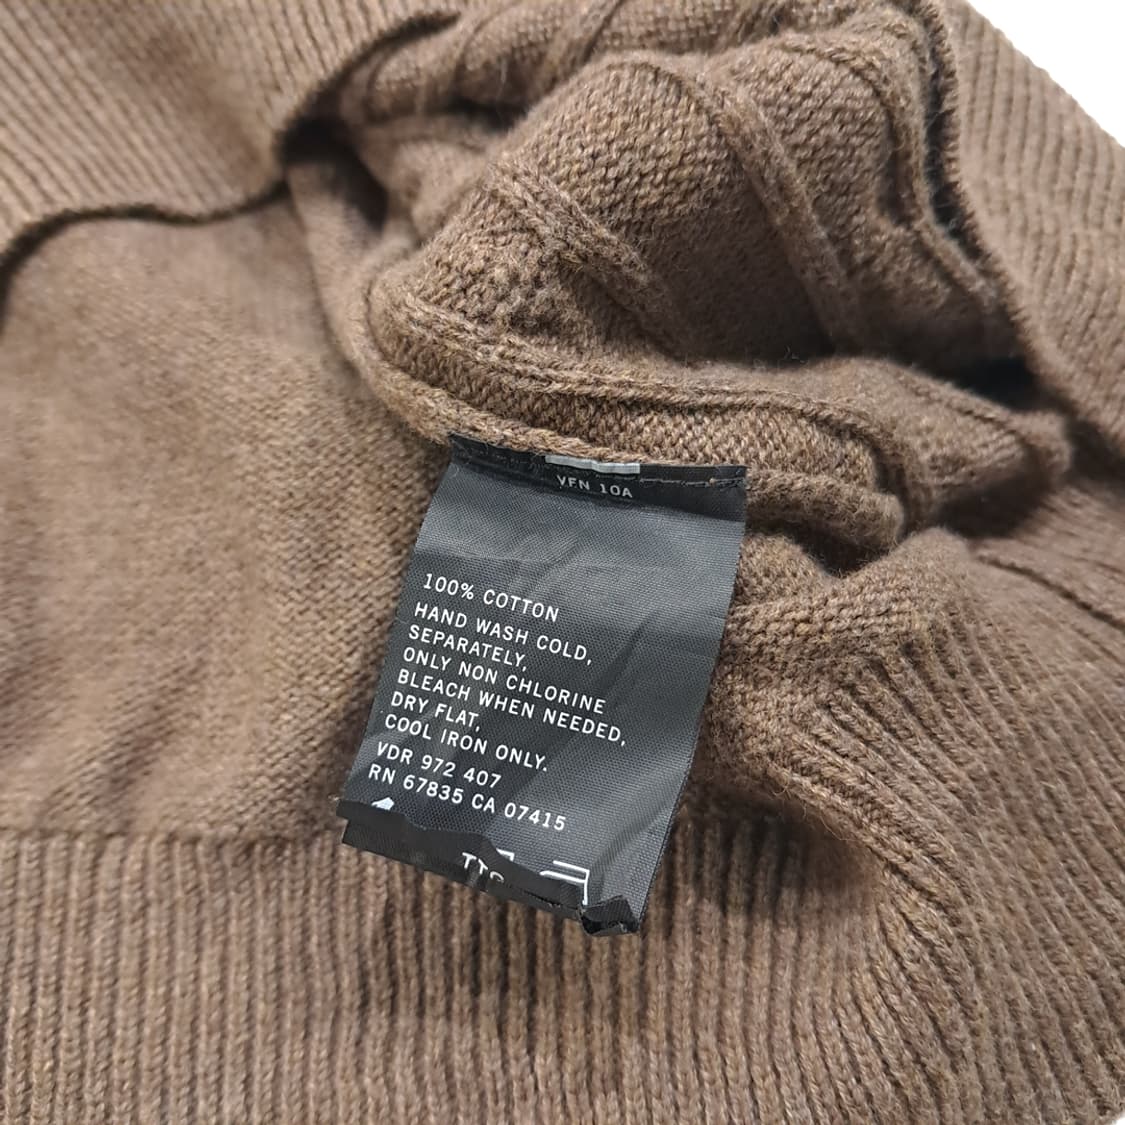 VFN 10A
100% COTTON
HAND WASH COLD,
SEPARATELY,
ONLY NON CHLORINE
BLEACH WHEN NEEDED,
DRY FLAT,
COOL IRON ONLY.
VDR 972 407
RN 67835 CA 07415